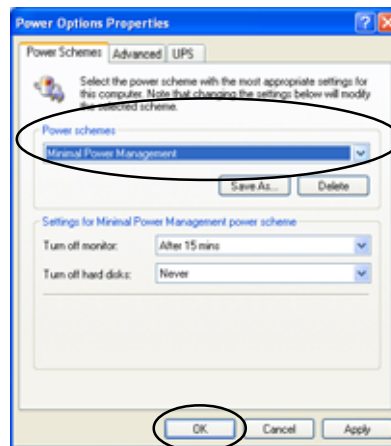 Power Options Properties
Power Schemes Advanced UPS
Select the power scheme with the most appropriate settings for
this computer. Note that changing the settings below will modify
the selected scheme.
Power schemes
Minimal Power Management
Save As... Delete
Settings for Minimal Power Management power scheme
Turn off monitor: After 15 mins
Turn off hard disks: Never
OK Cancel Apply